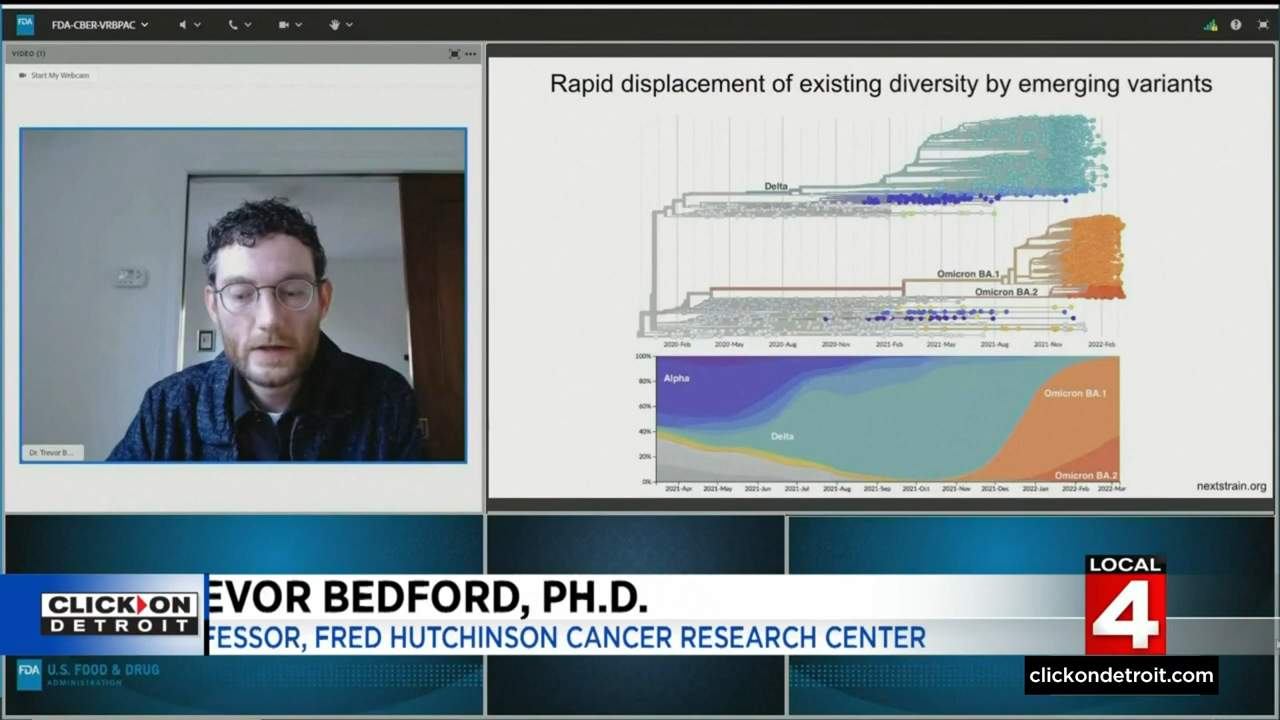 FDA
FDA-CBER-VRBPAC
VIDEO (1)
Start My Webcam
Dr. Trevor B...
Rapid displacement of existing diversity by emerging variants
Delta
Omicron BA.1
Omicron BA.2
2020-Feb 2020-May 2020-Aug 2020-Nov 2021-Feb 2021-May 2021-Aug 2021-Nov 2022-Feb
100%
80%
60%
40%
20%
0%
Alpha
Delta
Omicron BA.1
Omicron BA.2
2021-Apr 2021-May 2021-Jun 2021-Jul 2021-Aug 2021-Sep 2021-Oct 2021-Nov 2021-Dec 2022-Jan 2022-Feb 2022-Mar
nextstrain.org
CLICK ON
DETROIT
EVOR BEDFORD, PH.D.
FESSOR, FRED HUTCHINSON CANCER RESEARCH CENTER
LOCAL
4
FDA
U.S. FOOD & DRUG
ADMINISTRATION
clickondetroit.com